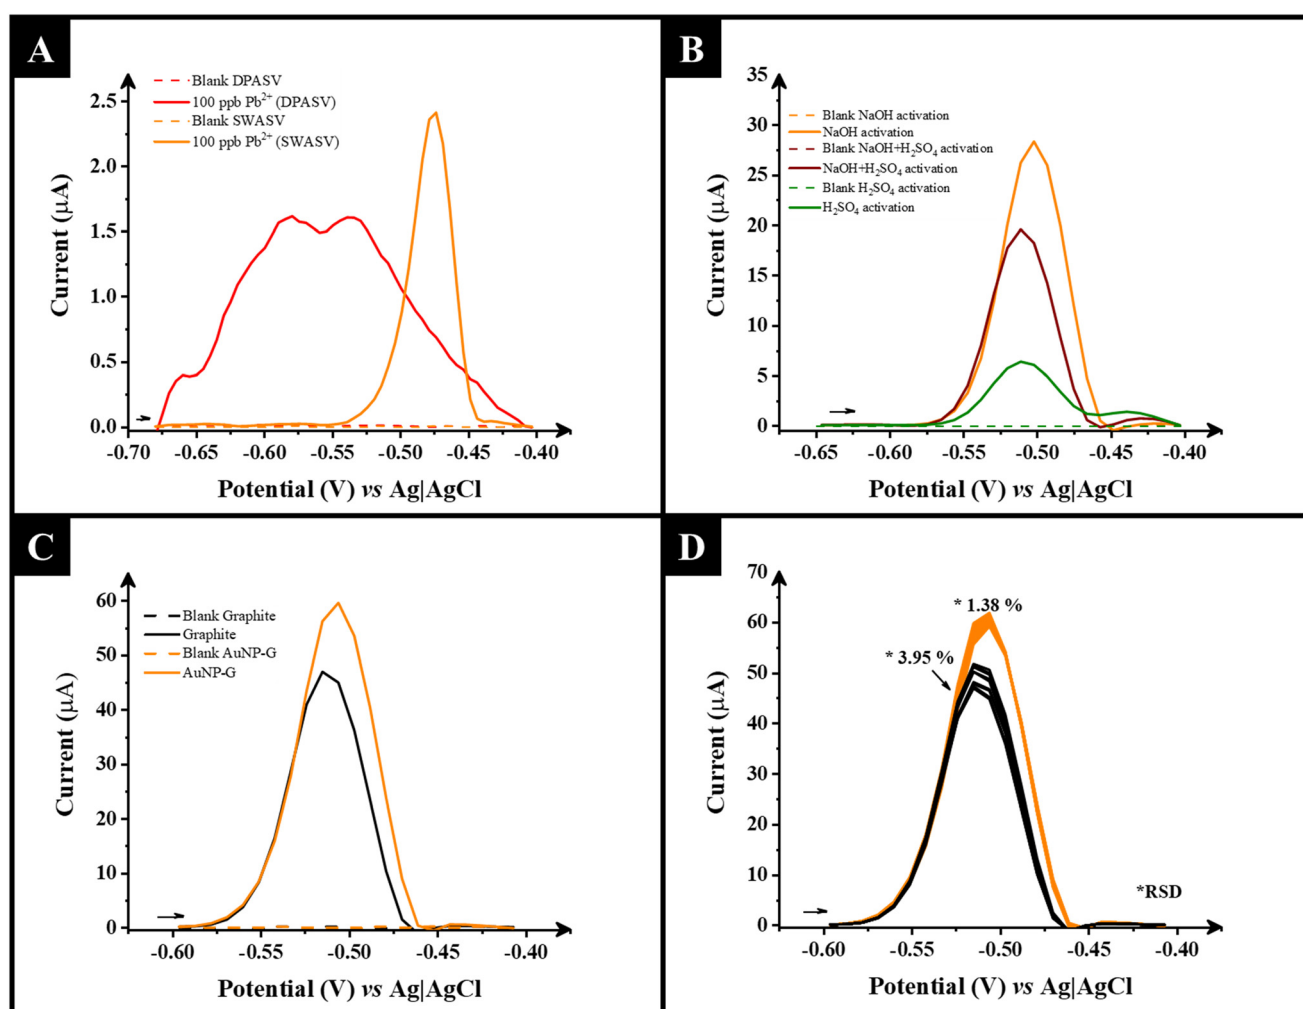 A
Blank DPASV
100 ppb Pb²⁺ (DPASV)
Blank SWASV
100 ppb Pb²⁺ (SWASV)
2.5
2.0
1.5
1.0
0.5
0.0
Current (μA)
-0.70 -0.65 -0.60 -0.55 -0.50 -0.45 -0.40
Potential (V) vs Ag|AgCl
B
Blank NaOH activation
NaOH activation
Blank NaOH+H₂SO₄ activation
NaOH+H₂SO₄ activation
Blank H₂SO₄ activation
H₂SO₄ activation
35
30
25
20
15
10
5
0
Current (μA)
-0.65 -0.60 -0.55 -0.50 -0.45 -0.40
Potential (V) vs Ag|AgCl
C
Blank Graphite
Graphite
Blank AuNP-G
AuNP-G
60
50
40
30
20
10
0
Current (μA)
-0.60 -0.55 -0.50 -0.45 -0.40
Potential (V) vs Ag|AgCl
D
* 1.38 %
* 3.95 %
*RSD
70
60
50
40
30
20
10
0
Current (μA)
-0.60 -0.55 -0.50 -0.45 -0.40
Potential (V) vs Ag|AgCl